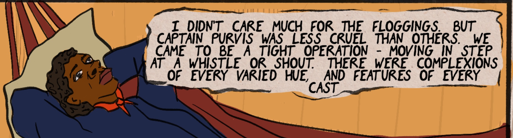 I DIDN'T CARE MUCH FOR THE FLOGGINGS, BUT
CAPTAIN PURVIS WAS LESS CRUEL THAN OTHERS. WE
CAME TO BE A TIGHT OPERATION - MOVING IN STEP
AT A WHISTLE OR SHOUT. THERE WERE COMPLEXIONS
OF EVERY VARIED HUE, AND FEATURES OF EVERY
CAST